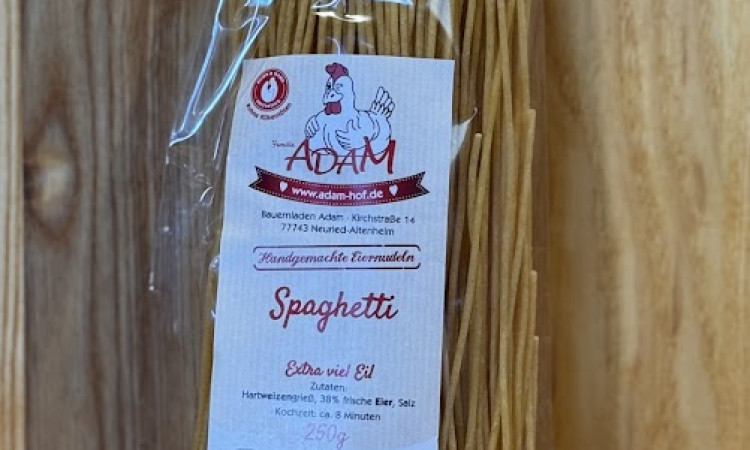 Familie
ADAM
www.adam-hof.de
Bauernladen Adam · Kirchstraße 14
77743 Neuried-Altenheim
Handgemachte Eiernudeln
Spaghetti
Extra viel Ei!
Zutaten:
Hartweizengrieß, 38% frische Eier, Salz
Kochzeit: ca. 8 Minuten
250g